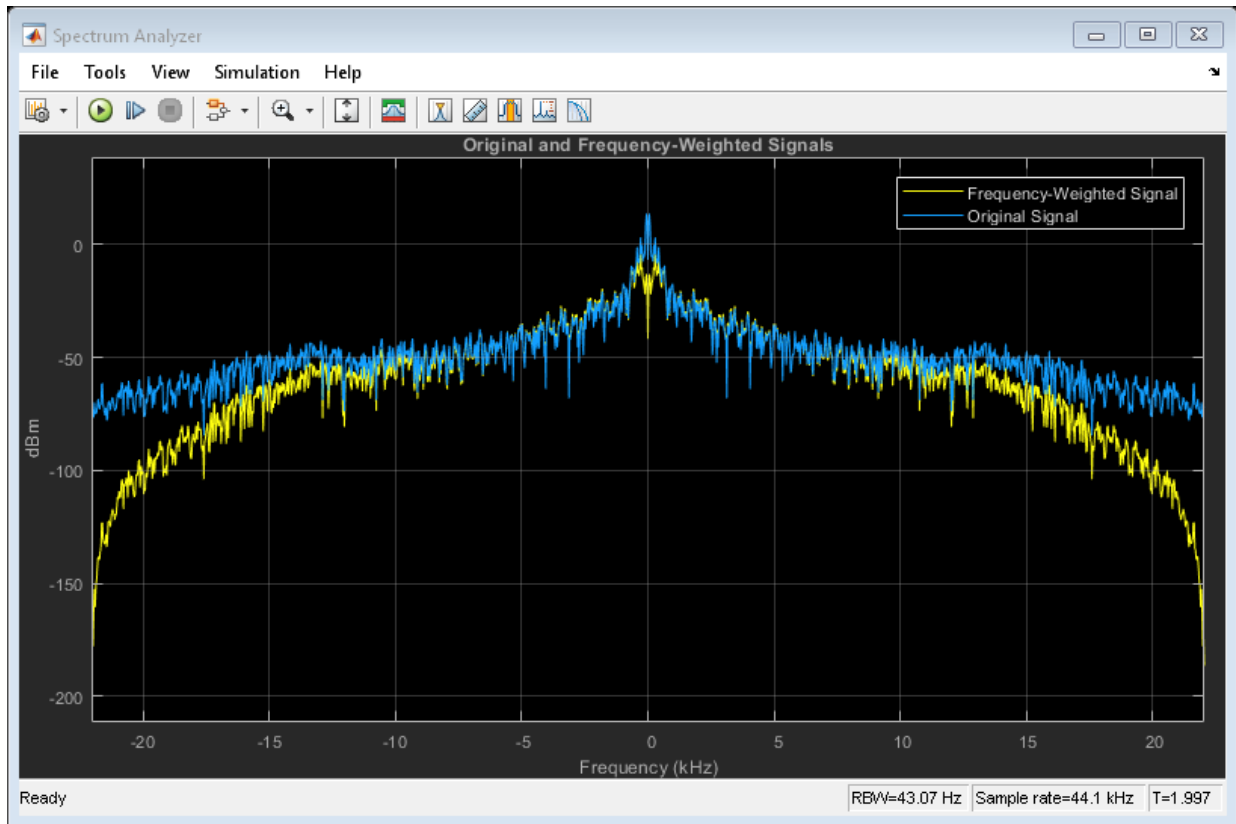 Spectrum Analyzer
File Tools View Simulation Help
Original and Frequency-Weighted Signals
Frequency-Weighted Signal
Original Signal
0
-50
-100
-150
-200
dBm
-20 -15 -10 -5 0 5 10 15 20
Frequency (kHz)
Ready RBW=43.07 Hz Sample rate=44.1 kHz T=1.997